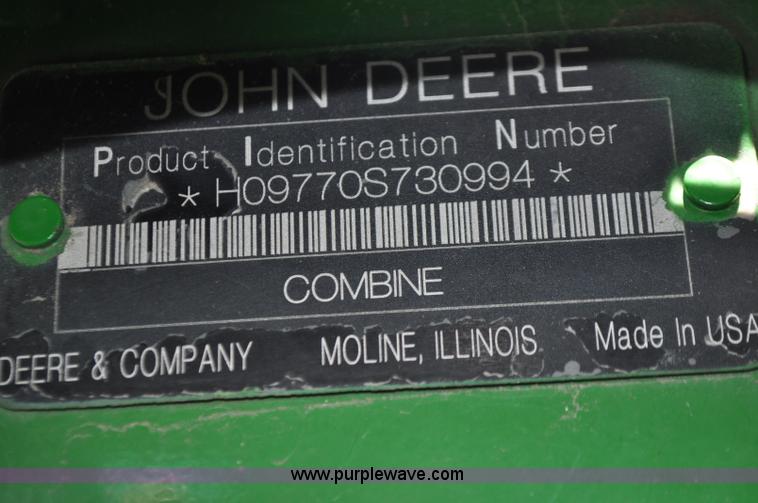 JOHN DEERE
Product Identification Number
* H09770S730994 *
COMBINE
DEERE & COMPANY MOLINE, ILLINOIS Made In USA
www.purplewave.com